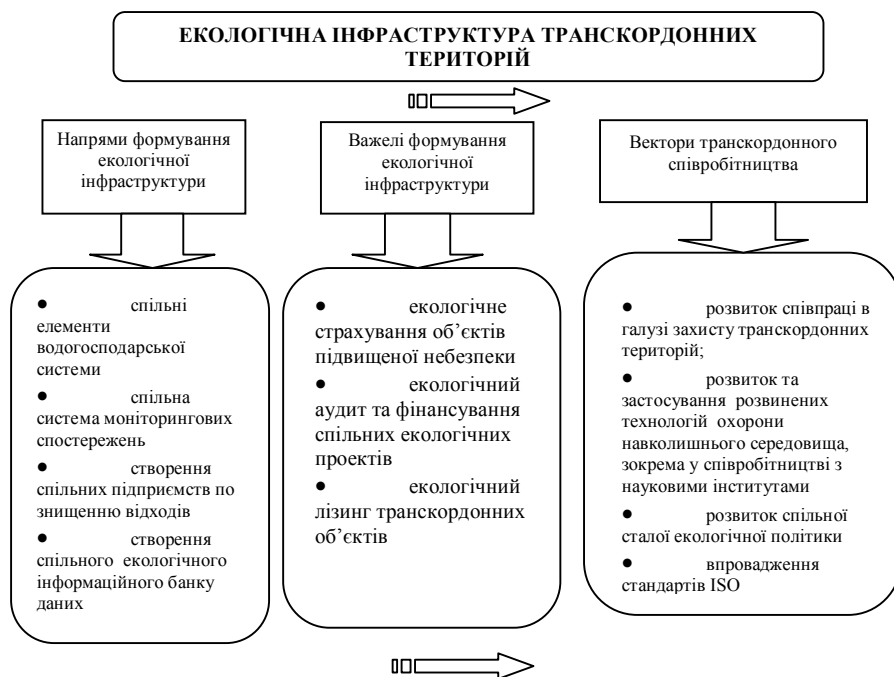 ЕКОЛОГІЧНА ІНФРАСТРУКТУРА ТРАНСКОРДОННИХ
ТЕРИТОРІЙ
Напрями формування
екологічної
інфраструктури
Важелі формування
екологічної
інфраструктури
Вектори транскордонного
співробітництва
● спільні
елементи
водогосподарської
системи
● спільна
система моніторингових
спостережень
● створення
спільних підприємств по
знищенню відходів
● створення
спільного екологічного
інформаційного банку
даних
● екологічне
страхування об’єктів
підвищеної небезпеки
● екологічний
аудит та фінансування
спільних екологічних
проектів
● екологічний
лізинг транскордонних
об’єктів
● розвиток співпраці в
галузі захисту транскордонних
територій;
● розвиток та
застосування розвинених
технологій охорони
навколишнього середовища,
зокрема у співробітництві з
науковими інститутами
● розвиток спільної
сталої екологічної політики
● впровадження
стандартів ISO